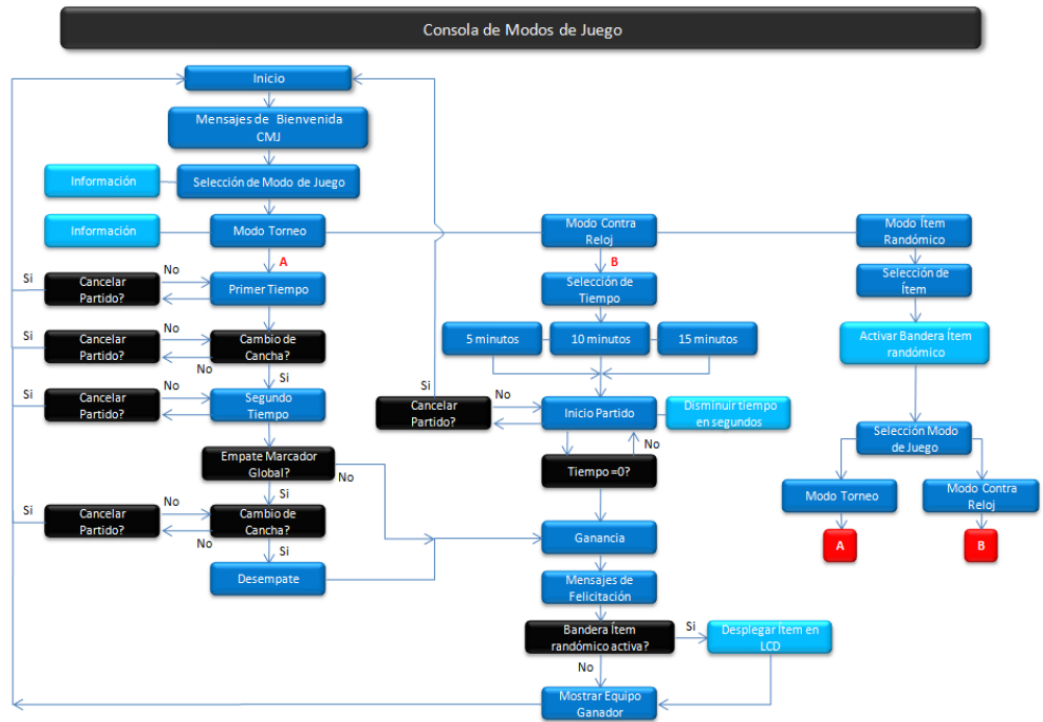 Consola de Modos de Juego
Inicio
Mensajes de Bienvenida
CMJ
Información
Selección de Modo de Juego
Información
Modo Torneo
Modo Contra
Reloj
Modo Ítem
Randómico
A
B
Si
Cancelar
Partido?
No
Primer Tiempo
Selección de
Tiempo
Selección de
Ítem
Si
Cancelar
Partido?
No
Cambio de
Cancha?
No
Si
5 minutos
10 minutos
15 minutos
Activar Bandera Ítem
randómico
Si
Cancelar
Partido?
No
Segundo
Tiempo
Si
Cancelar
Partido?
No
Inicio Partido
Disminuir tiempo
en segundos
No
Selección Modo
de Juego
Empate Marcador
Global?
No
Si
Tiempo =0?
Modo Torneo
Modo Contra
Reloj
Si
Cancelar
Partido?
No
Cambio de
Cancha?
No
Si
Ganancia
A
B
Desempate
Mensajes de
Felicitación
Bandera Ítem
randómico activa?
Si
Desplegar Ítem en
LCD
No
Mostrar Equipo
Ganador